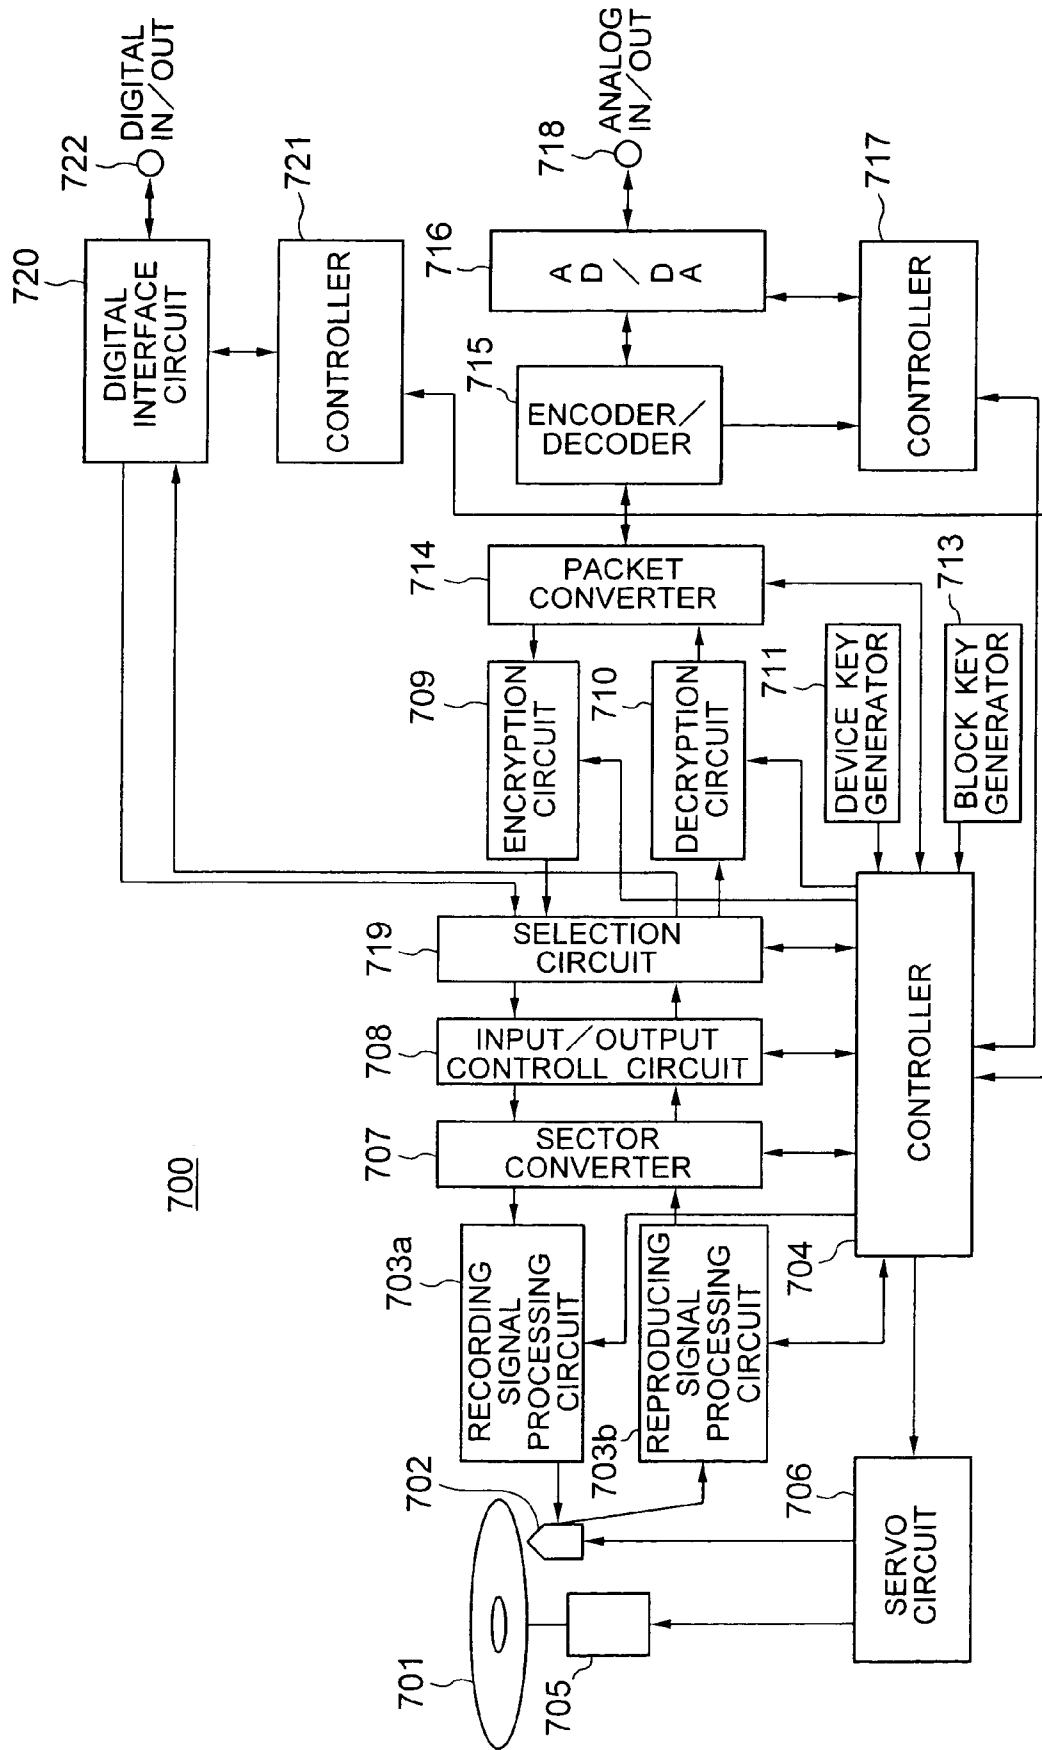 700
701
702
703a
RECORDING
SIGNAL
PROCESSING
CIRCUIT
703b
REPRODUCING
SIGNAL
PROCESSING
CIRCUIT
705
706
SERVO
CIRCUIT
704
CONTROLLER
707
SECTOR
CONVERTER
708
INPUT/OUTPUT
CONTROLL CIRCUIT
719
SELECTION
CIRCUIT
709
ENCRYPTION
CIRCUIT
710
DECRYPTION
CIRCUIT
711
DEVICE KEY
GENERATOR
713
BLOCK KEY
GENERATOR
714
PACKET
CONVERTER
715
ENCODER/
DECODER
716
AD/DA
717
CONTROLLER
718
ANALOG
IN/OUT
720
DIGITAL
INTERFACE
CIRCUIT
721
CONTROLLER
722
DIGITAL
IN/OUT